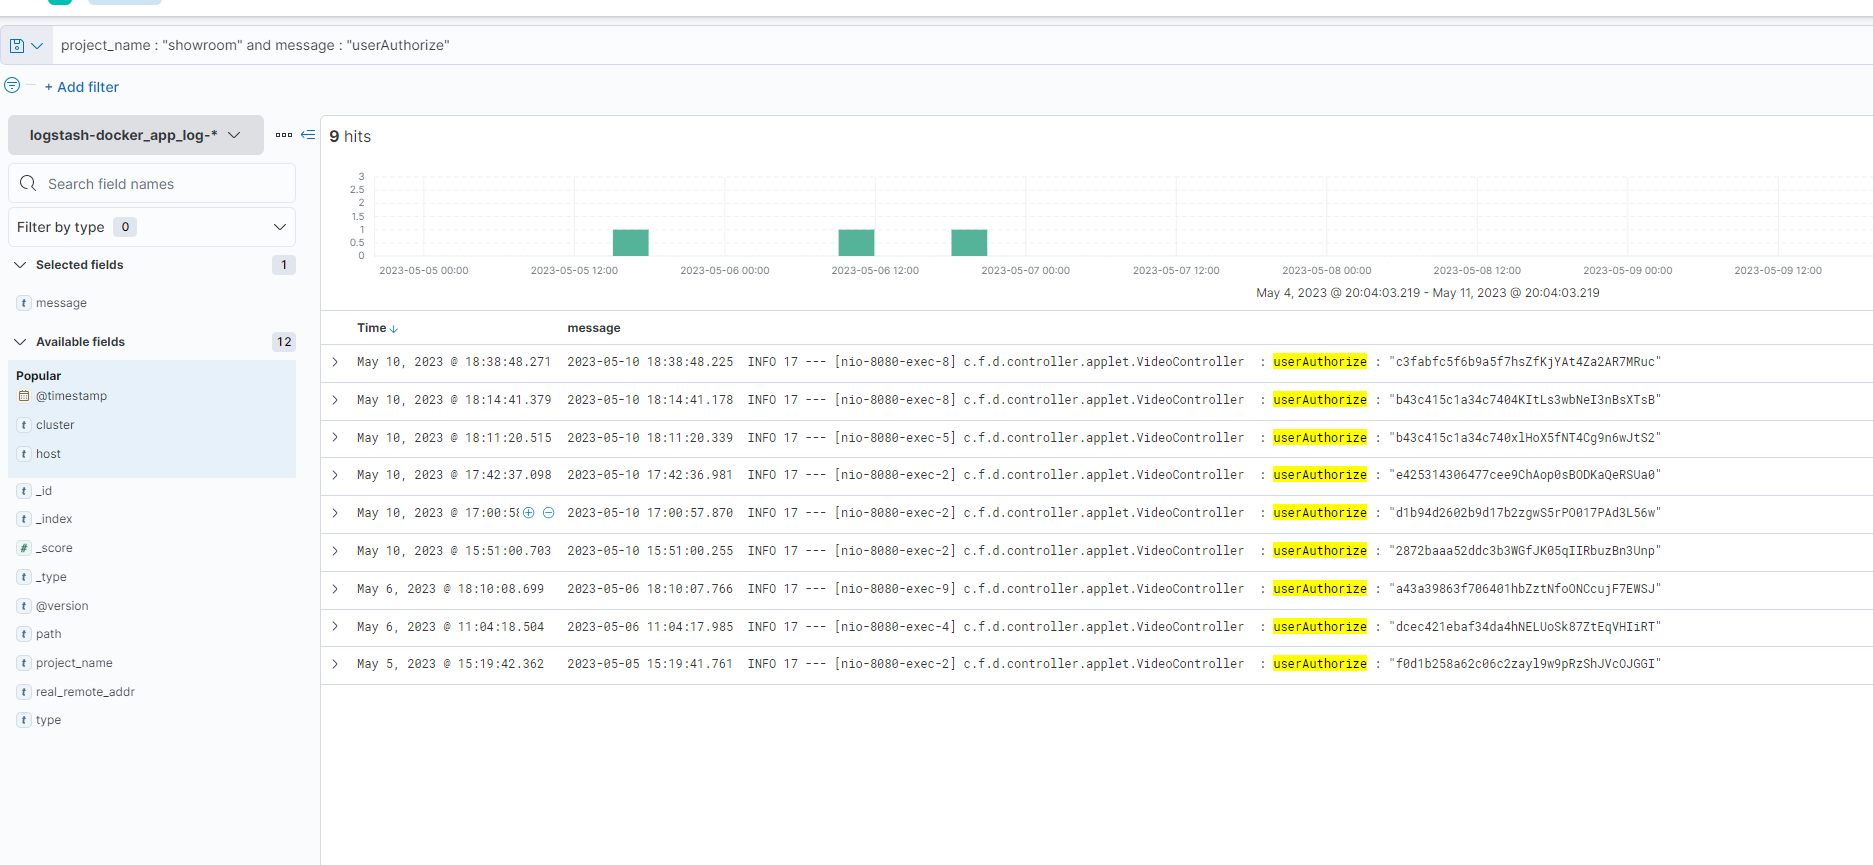 project_name : "showroom" and message : "userAuthorize"
+ Add filter
logstash-docker_app_log-*
9 hits
Search field names
Filter by type 0
Selected fields 1
message
Available fields 12
Popular
@timestamp
cluster
host
_id
_index
_score
_type
@version
path
project_name
real_remote_addr
type
3
2.5
2
1.5
1
0.5
0
2023-05-05 00:00 2023-05-05 12:00 2023-05-06 00:00 2023-05-06 12:00 2023-05-07 00:00 2023-05-07 12:00 2023-05-08 00:00 2023-05-08 12:00 2023-05-09 00:00 2023-05-09 12:00
May 4, 2023 @ 20:04:03.219 - May 11, 2023 @ 20:04:03.219
Time message
May 10, 2023 @ 18:38:48.271 2023-05-10 18:38:48.225 INFO 17 --- [nio-8080-exec-8] c.f.d.controller.applet.VideoController : userAuthorize : "c3fabfc5f6b9a5f7hsZfKjYAt4Za2AR7MRuc"
May 10, 2023 @ 18:14:41.379 2023-05-10 18:14:41.178 INFO 17 --- [nio-8080-exec-8] c.f.d.controller.applet.VideoController : userAuthorize : "b43c415c1a34c7404KItLs3wbNeI3nBsXTsB"
May 10, 2023 @ 18:11:20.515 2023-05-10 18:11:20.339 INFO 17 --- [nio-8080-exec-5] c.f.d.controller.applet.VideoController : userAuthorize : "b43c415c1a34c740xlHoX5fNT4Cg9n6wJtS2"
May 10, 2023 @ 17:42:37.098 2023-05-10 17:42:36.981 INFO 17 --- [nio-8080-exec-2] c.f.d.controller.applet.VideoController : userAuthorize : "e425314306477cee9ChAop0sBODKaQeRSUa0"
May 10, 2023 @ 17:00:58 2023-05-10 17:00:57.870 INFO 17 --- [nio-8080-exec-2] c.f.d.controller.applet.VideoController : userAuthorize : "d1b94d2602b9d17b2zgwS5rPO017PAd3L56w"
May 10, 2023 @ 15:51:00.703 2023-05-10 15:51:00.255 INFO 17 --- [nio-8080-exec-2] c.f.d.controller.applet.VideoController : userAuthorize : "2872baaa52ddc3b3WGfJK05qIIRbuzBn3Unp"
May 6, 2023 @ 18:10:08.699 2023-05-06 18:10:07.766 INFO 17 --- [nio-8080-exec-9] c.f.d.controller.applet.VideoController : userAuthorize : "a43a39863f706401hbZztNfoONCcujF7EWSJ"
May 6, 2023 @ 11:04:18.504 2023-05-06 11:04:17.985 INFO 17 --- [nio-8080-exec-4] c.f.d.controller.applet.VideoController : userAuthorize : "dcec421ebaf34da4hNELUoSk87ZtEqVHIiRT"
May 5, 2023 @ 15:19:42.362 2023-05-05 15:19:41.761 INFO 17 --- [nio-8080-exec-2] c.f.d.controller.applet.VideoController : userAuthorize : "f0d1b258a62c06c2zayl9w9pRzShJVcOJGGI"